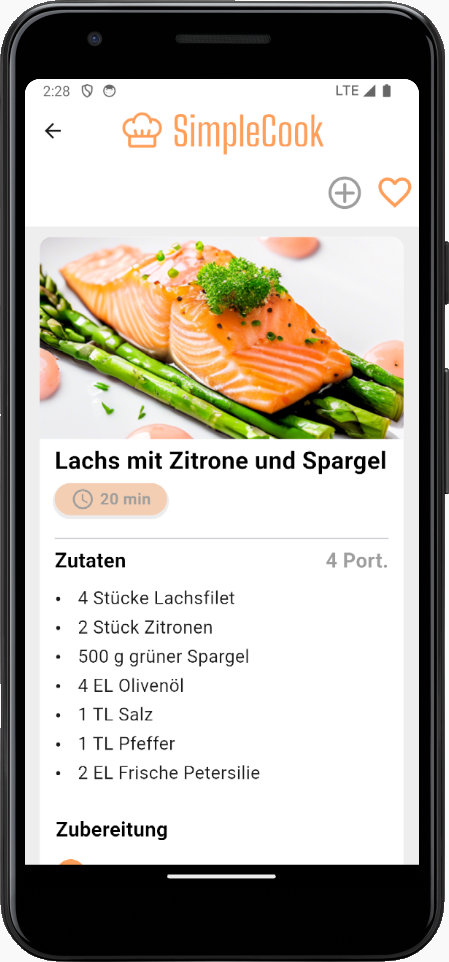 2:28 LTE
SimpleCook
Lachs mit Zitrone und Spargel
20 min
Zutaten 4 Port.
• 4 Stücke Lachsfilet
• 2 Stück Zitronen
• 500 g grüner Spargel
• 4 EL Olivenöl
• 1 TL Salz
• 1 TL Pfeffer
• 2 EL Frische Petersilie
Zubereitung